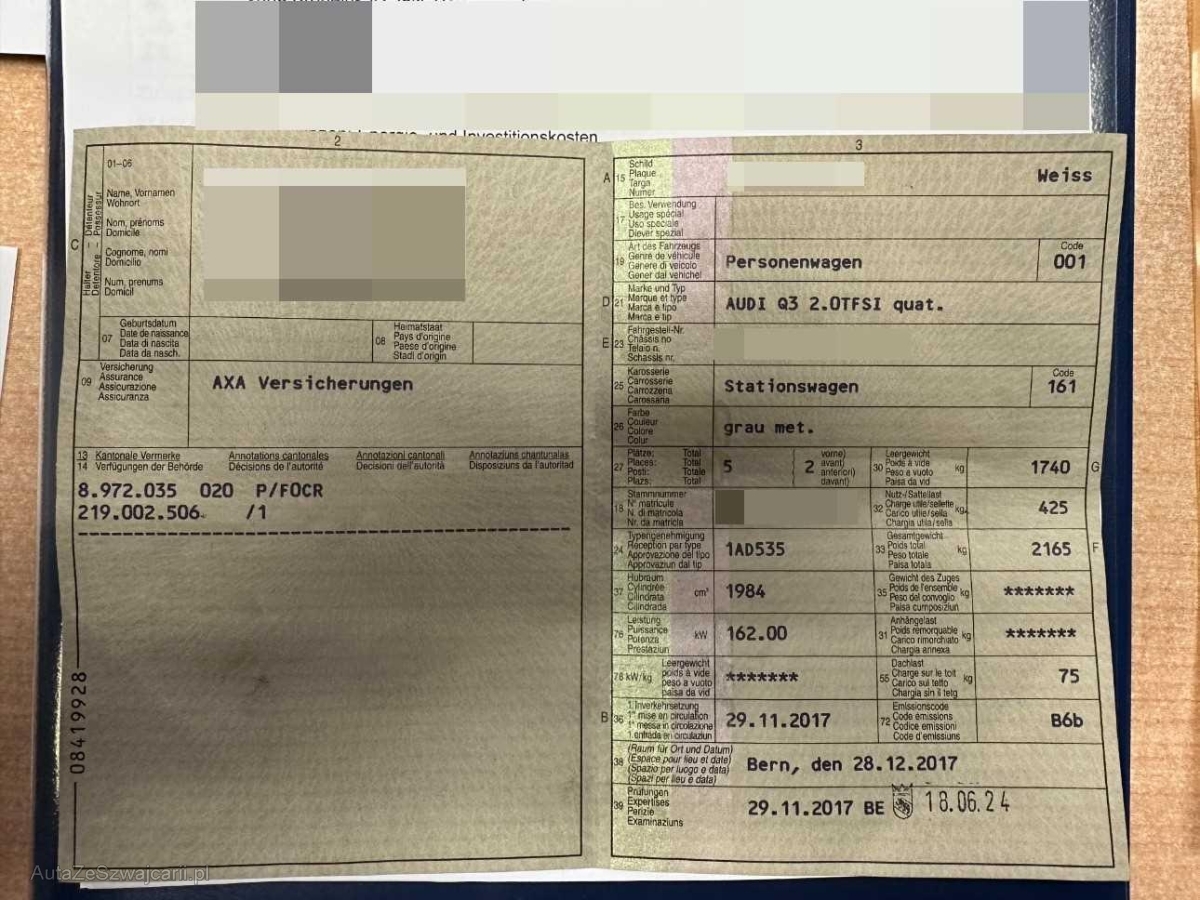 und Investitionskosten
2
01–06
Halter – Détenteur
Detentore – Possessur
C
Name, Vornamen
Wohnort
Nom, prénoms
Domicile
Cognome, nomi
Domicilio
Num, prenums
Domicil
07
Geburtsdatum
Date de naissance
Data di nascita
Data da nasch.
08
Heimatstaat
Pays d'origine
Paese d'origine
Stadi d'origin
09
Versicherung
Assurance
Assicurazione
Assicuranza
AXA Versicherungen
13 Kantonale Vermerke Annotations cantonales Annotazioni cantonali Annotaziuns chantunalas
14 Verfügungen der Behörde Décisions de l'autorité Decisioni dell'autorità Disposiziuns da l'autoritad
8.972.035 020 P/FOCR
219.002.506 /1
08419928
3
A 15
Schild
Plaque
Targa
Numer
Weiss
17
Bes. Verwendung
Usage spécial
Uso speciale
Diever spezial
19
Art des Fahrzeugs
Genre de véhicule
Genere di veicolo
Gener dal vehichel
Personenwagen
Code
001
D 21
Marke und Typ
Marque et type
Marca e tipo
Marca e tip
AUDI Q3 2.0TFSI quat.
E 23
Fahrgestell-Nr.
Châssis no
Telaio n.
Schassis nr.
25
Karosserie
Carrosserie
Carrozzeria
Carossaria
Stationswagen
Code
161
26
Farbe
Couleur
Colore
Colur
grau met.
27
Plätze: Total
Places: Total
Posti: Totale
Plazs: Total
5
2
vorne)
avant)
anteriori)
davant)
30
Leergewicht
Poids à vide
Peso a vuoto
Paisa da vid
kg
1740
G
18
Stammnummer
N° matricule
N. di matricola
Nr. da matricla
32
Nutz-/Sattellast
Charge utile/sellette
Carico utile/sella
Chargia utila/sella
kg
425
24
Typengenehmigung
Réception par type
Approvazione del tipo
Approvaziun dal tip
1AD535
33
Gesamtgewicht
Poids total
Peso totale
Paisa totala
kg
2165
F
37
Hubraum
Cylindrée
Cilindrata
Cilindrada
cm³
1984
35
Gewicht des Zuges
Poids de l'ensemble
Peso del convoglio
Paisa cumposiziun
kg
*******
76
Leistung
Puissance
Potenza
Prestaziun
kW
162.00
31
Anhängelast
Poids remorquable
Carico rimorchiato
Chargia annexa
kg
*******
78 kW/kg
Leergewicht
poids à vide
peso a vuoto
paisa da vid
*******
55
Dachlast
Charge sur le toit
Carico sul tetto
Chargia sin il tetg
kg
75
B 36
1. Inverkehrsetzung
1re mise en circulation
1a messa in circolazione
1. entrada en circulaziun
29.11.2017
72
Emissionscode
Code émissions
Codice emissioni
Code d'emissiuns
B6b
38
(Raum für Ort und Datum)
(Espace pour lieu et date)
(Spazio per luogo e data)
(Spazi per lieu e data)
Bern, den 28.12.2017
39
Prüfungen
Expertises
Perizie
Examinaziuns
29.11.2017 BE
18.06.24
AutaZeSzwajcarii.pl